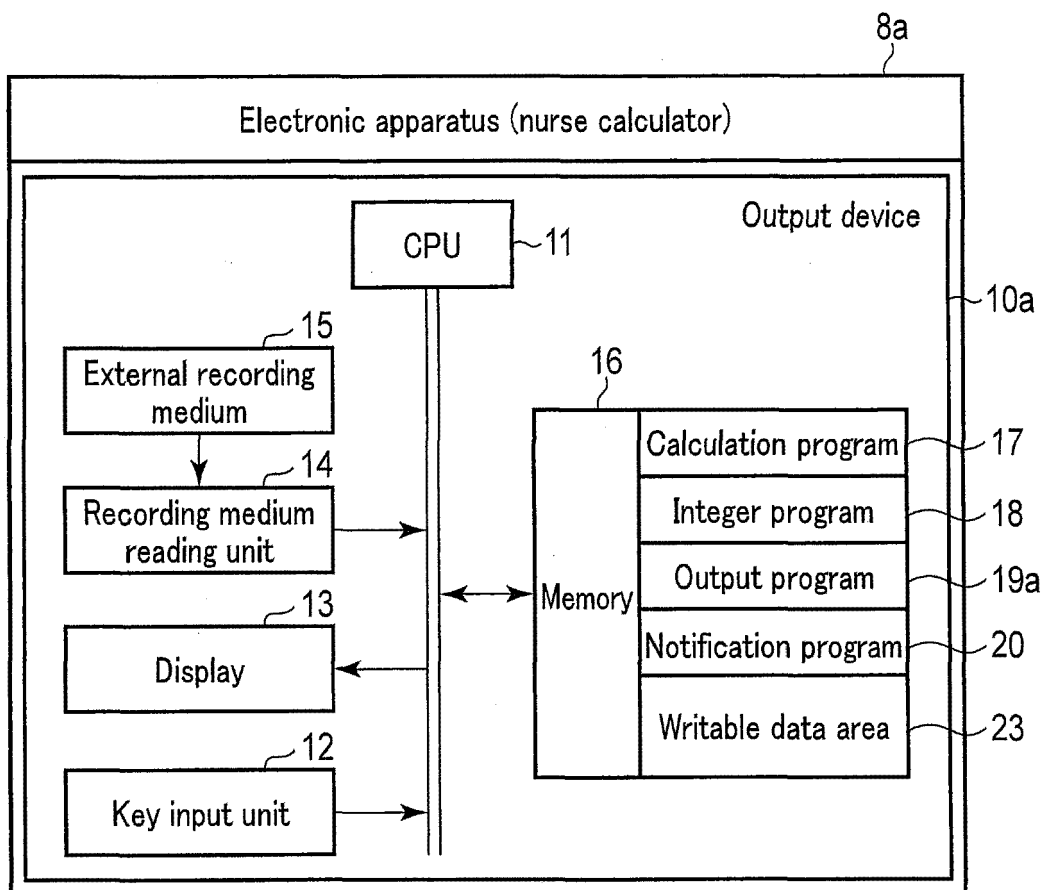 8a
Electronic apparatus (nurse calculator)
Output device
CPU
11
10a
15
External recording
medium
14
Recording medium
reading unit
13
Display
12
Key input unit
16
Memory
Calculation program
17
Integer program
18
Output program
19a
Notification program
20
Writable data area
23